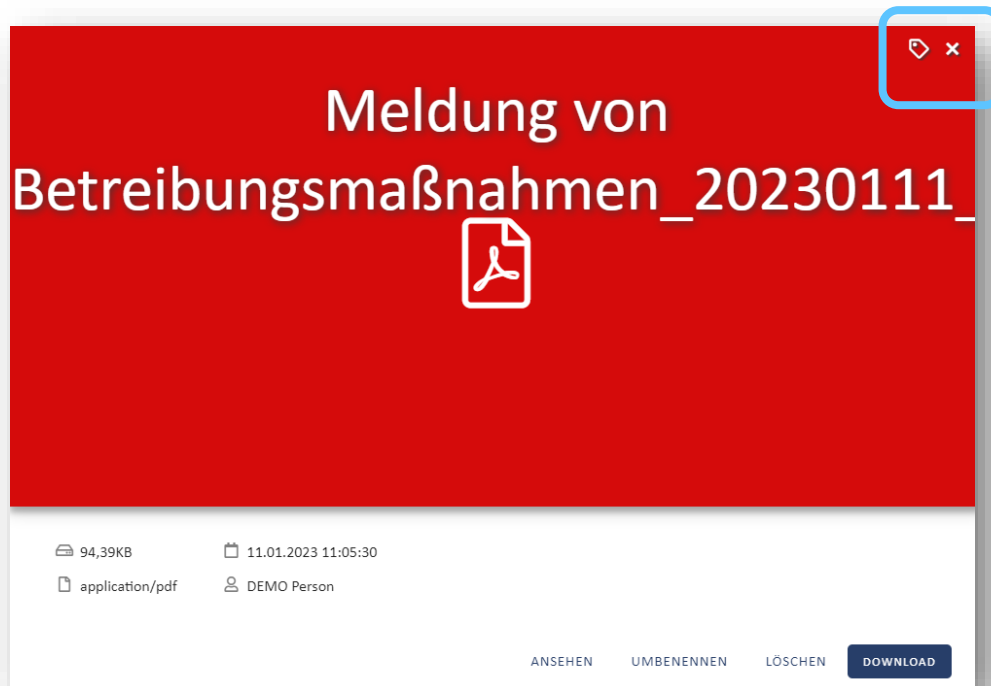 Meldung von
Betreibungsmaßnahmen_20230111_
94,39KB
11.01.2023 11:05:30
application/pdf
DEMO Person
ANSEHEN UMBENENNEN LÖSCHEN DOWNLOAD